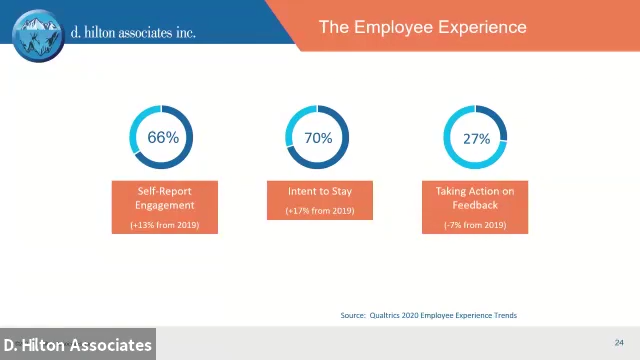 d. hilton associates inc.
The Employee Experience
66%
70%
27%
Self-Report
Engagement
(+13% from 2019)
Intent to Stay
(+17% from 2019)
Taking Action on
Feedback
(-7% from 2019)
Source: Qualtrics 2020 Employee Experience Trends
D. Hilton Associates
24